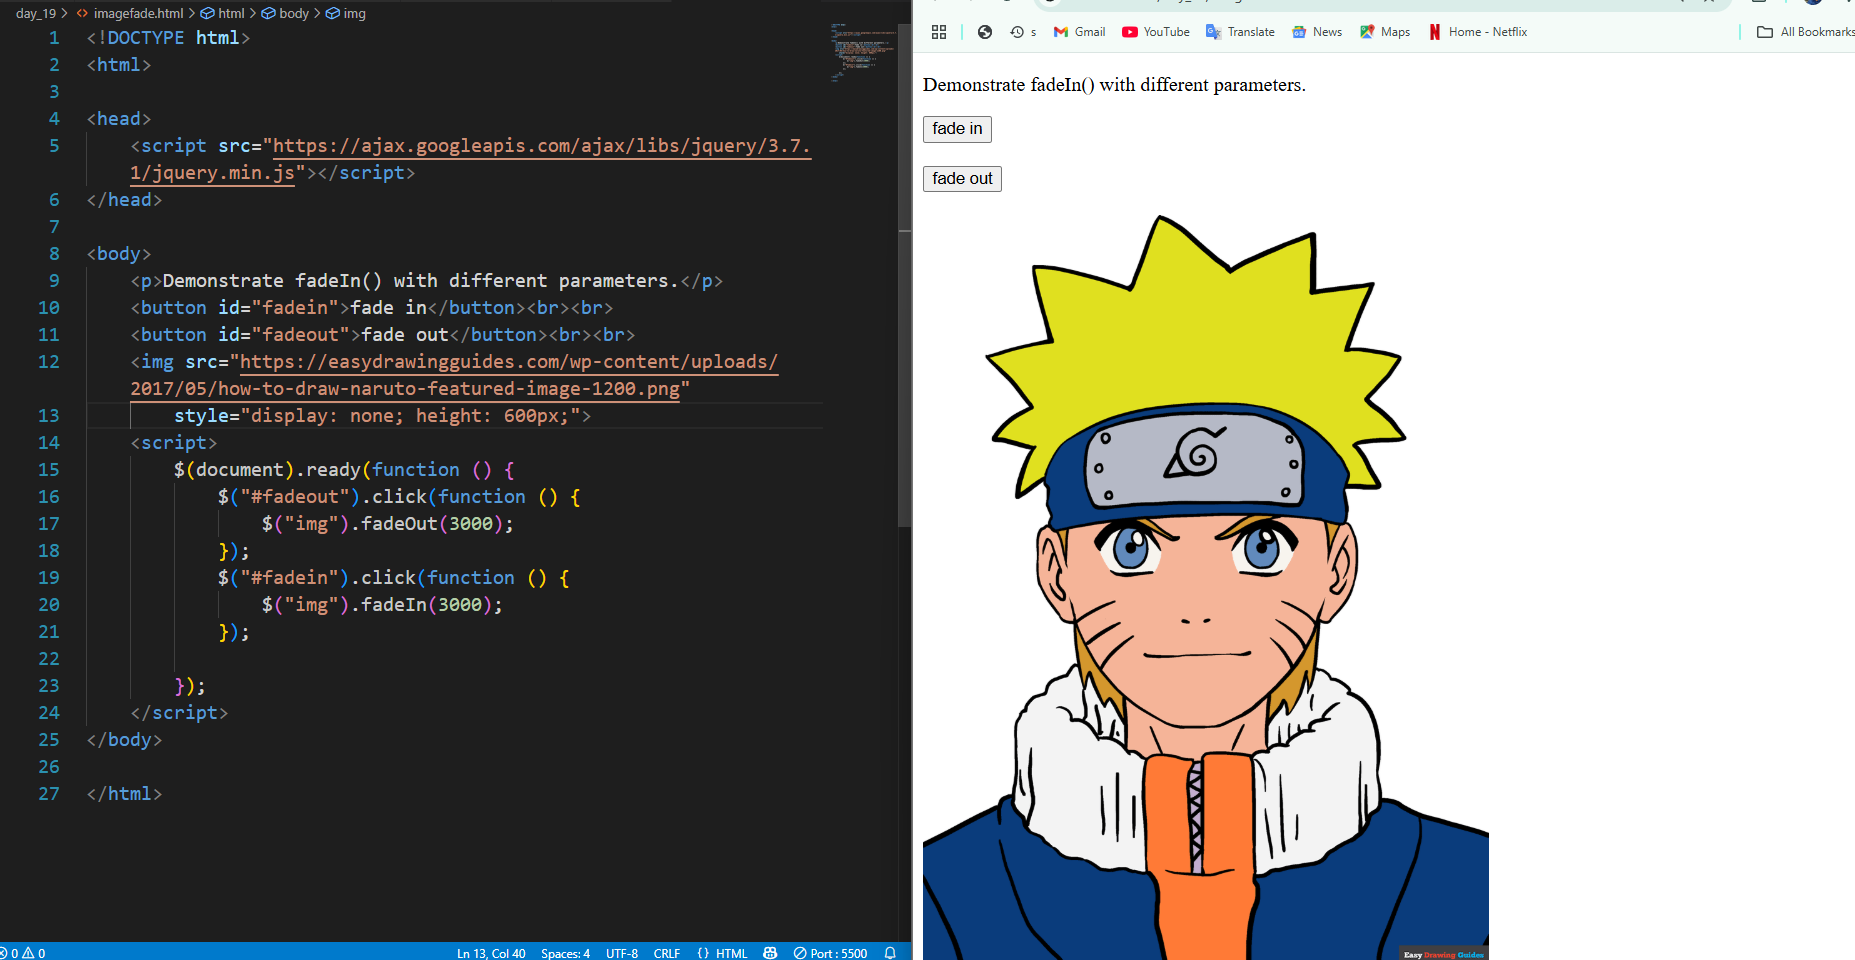 day_19 > imagefade.html > html > body > img
1 <!DOCTYPE html>
2 <html>
3
4 <head>
5 <script src="https://ajax.googleapis.com/ajax/libs/jquery/3.7.
1/jquery.min.js"></script>
6 </head>
7
8 <body>
9 <p>Demonstrate fadeIn() with different parameters.</p>
10 <button id="fadein">fade in</button><br><br>
11 <button id="fadeout">fade out</button><br><br>
12 <img src="https://easydrawingguides.com/wp-content/uploads/
2017/05/how-to-draw-naruto-featured-image-1200.png"
13 style="display: none; height: 600px;">
14 <script>
15 $(document).ready(function () {
16 $("#fadeout").click(function () {
17 $("img").fadeOut(3000);
18 });
19 $("#fadein").click(function () {
20 $("img").fadeIn(3000);
21 });
22
23 });
24 </script>
25 </body>
26
27 </html>
0 0 Ln 13, Col 40 Spaces: 4 UTF-8 CRLF {} HTML Port : 5500
s Gmail YouTube Translate News Maps Home - Netflix All Bookmarks
Demonstrate fadeIn() with different parameters.
fade in
fade out
Easy Drawing Guides